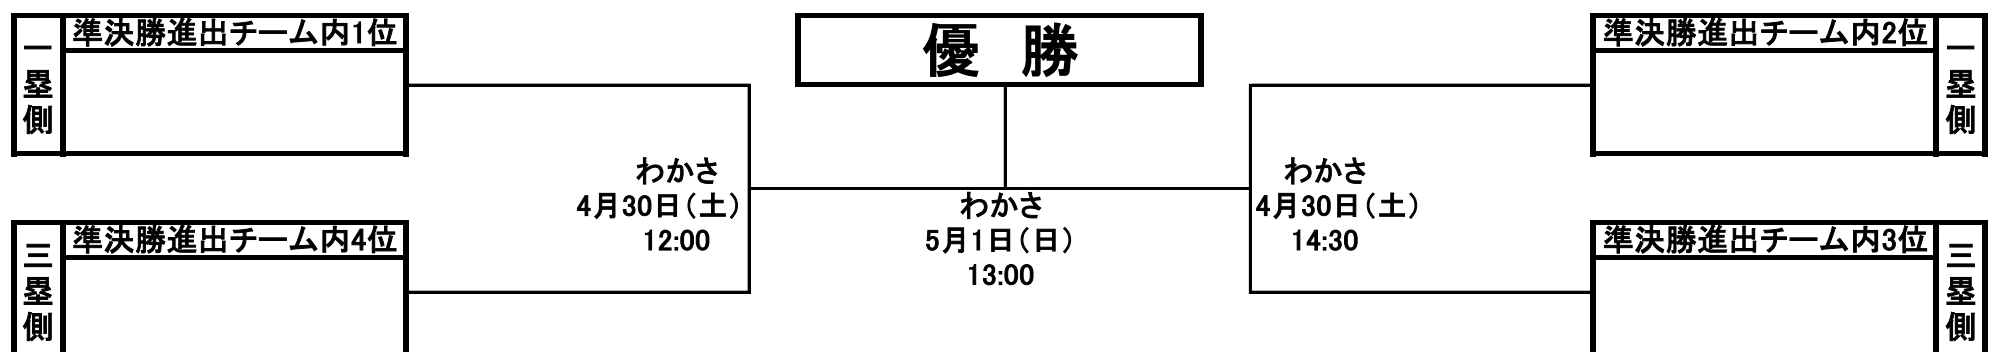 一塁側
準決勝進出チーム内1位
優 勝
準決勝進出チーム内2位
一塁側
わかさ
4月30日(土)
12:00
わかさ
5月1日(日)
13:00
わかさ
4月30日(土)
14:30
三塁側
準決勝進出チーム内4位
準決勝進出チーム内3位
三塁側